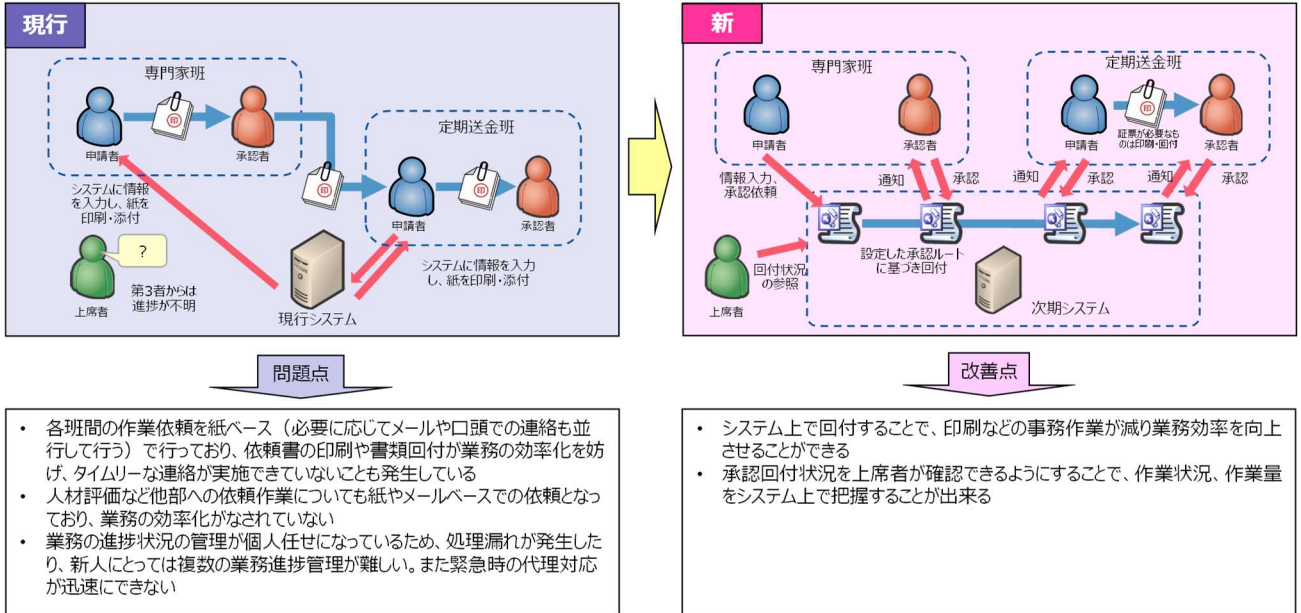 現行
専門家班
印
申請者
承認者
定期送金班
印
印
申請者
承認者
システムに情報
を入力し、紙を
印刷・添付
?
第3者からは
進捗が不明
上席者
現行システム
システムに情報を入力
し、紙を印刷・添付
新
専門家班
申請者
承認者
定期送金班
申請者
印
承認者
証票が必要なも
のは印刷・回付
情報入力、
承認依頼
通知
承認
通知
承認
通知
承認
設定した承認ルート
に基づき回付
回付状況
の参照
上席者
次期システム
問題点
・ 各班間の作業依頼を紙ベース（必要に応じてメールや口頭での連絡も並
行して行う）で行っており、依頼書の印刷や書類回付が業務の効率化を妨
げ、タイムリーな連絡が実施できていないことも発生している
・ 人材評価など他部への依頼作業についても紙やメールベースでの依頼となっ
ており、業務の効率化がなされていない
・ 業務の進捗状況の管理が個人任せになっているため、処理漏れが発生した
り、新人にとっては複数の業務進捗管理が難しい。また緊急時の代理対応
が迅速にできない
改善点
・ システム上で回付することで、印刷などの事務作業が減り業務効率を向上
させることができる
・ 承認回付状況を上席者が確認できるようにすることで、作業状況、作業量
をシステム上で把握することが出来る